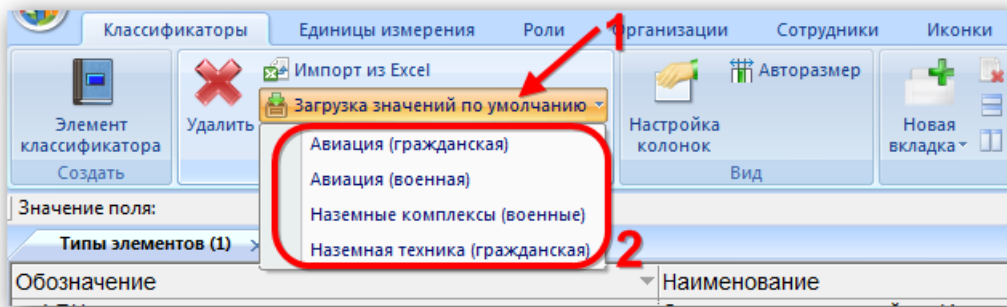 Классификаторы Единицы измерения Роли Организации Сотрудники Иконки
1
Импорт из Excel
Авторазмер
Загрузка значений по умолчанию
Элемент классификатора
Удалить
Настройка колонок
Новая вкладка
Создать
Вид
Авиация (гражданская)
Авиация (военная)
Наземные комплексы (военные)
Наземная техника (гражданская)
2
Значение поля:
Типы элементов (1)
Обозначение
Наименование